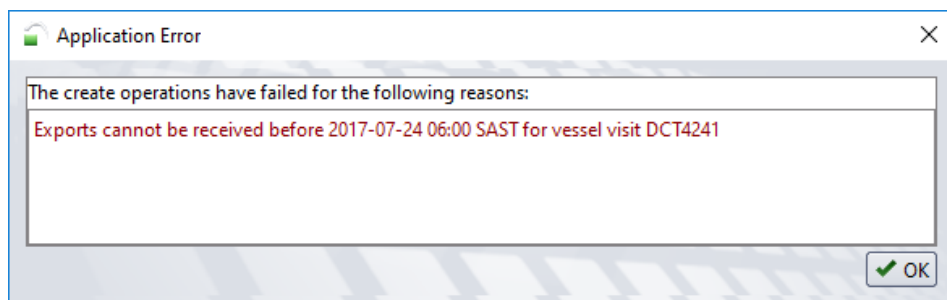 Application Error
The create operations have failed for the following reasons:
Exports cannot be received before 2017-07-24 06:00 SAST for vessel visit DCT4241
OK